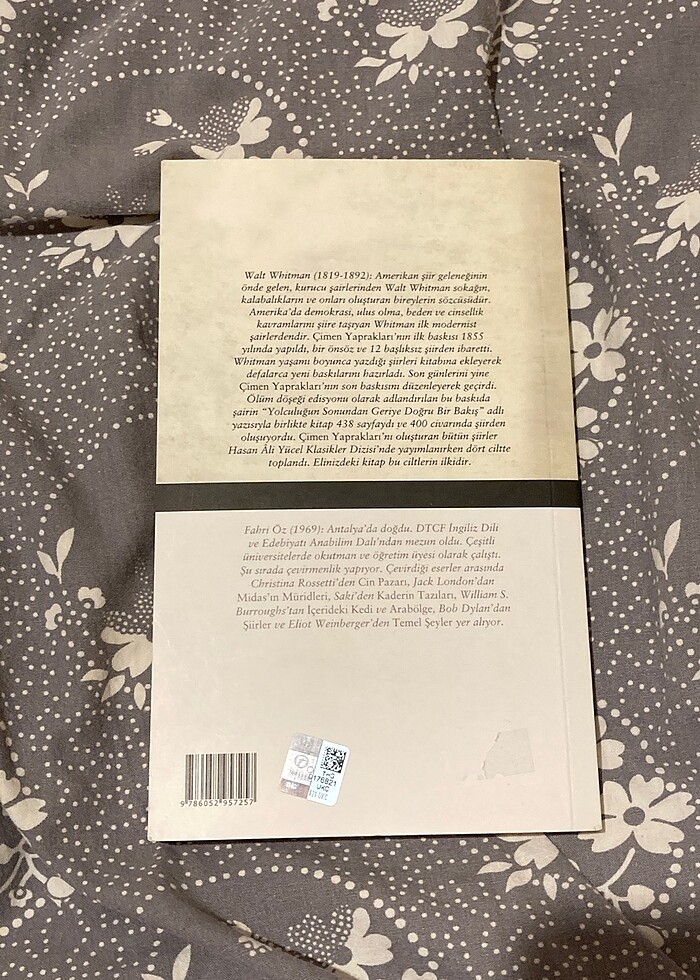 Walt Whitman (1819-1892): Amerikan şiir geleneğinin
önde gelen, kurucu şairlerinden Walt Whitman sokağın,
kalabalıkların ve onları oluşturan bireylerin sözcüsüdür.
Amerika'da demokrasi, ulus olma, beden ve cinsellik
kavramlarını şiire taşıyan Whitman ilk modernist
şairlerdendir. Çimen Yaprakları'nın ilk baskısı 1855
yılında yapıldı, bir önsöz ve 12 başlıksız şiirden ibaretti.
Whitman yaşamı boyunca yazdığı şiirleri kitabına ekleyerek
defalarca yeni baskılarını hazırladı. Son günlerini yine
Çimen Yaprakları'nın son baskısını düzenleyerek geçirdi.
Ölüm döşeği edisyonu olarak adlandırılan bu baskıda
şairin "Yolculuğun Sonundan Geriye Doğru Bir Bakış" adlı
yazısıyla birlikte kitap 438 sayfaydı ve 400 civarında şiirden
oluşuyordu. Çimen Yaprakları'nı oluşturan bütün şiirler
Hasan Âli Yücel Klasikler Dizisi'nde yayımlanırken dört ciltte
toplandı. Elinizdeki kitap bu ciltlerin ilkidir.
Fahri Öz (1969): Antalya'da doğdu. DTCF İngiliz Dili
ve Edebiyatı Anabilim Dalı'ndan mezun oldu. Çeşitli
üniversitelerde okutman ve öğretim üyesi olarak çalıştı.
Şu sırada çevirmenlik yapıyor. Çevirdiği eserler arasında
Christina Rossetti'den Cin Pazarı, Jack London'dan
Midas'ın Müridleri, Saki'den Kaderin Tazıları, William S.
Burroughs'tan İçerideki Kedi ve Arabölge, Bob Dylan'dan
Şiirler ve Eliot Weinberger'den Temel Şeyler yer alıyor.
9 786052 957257